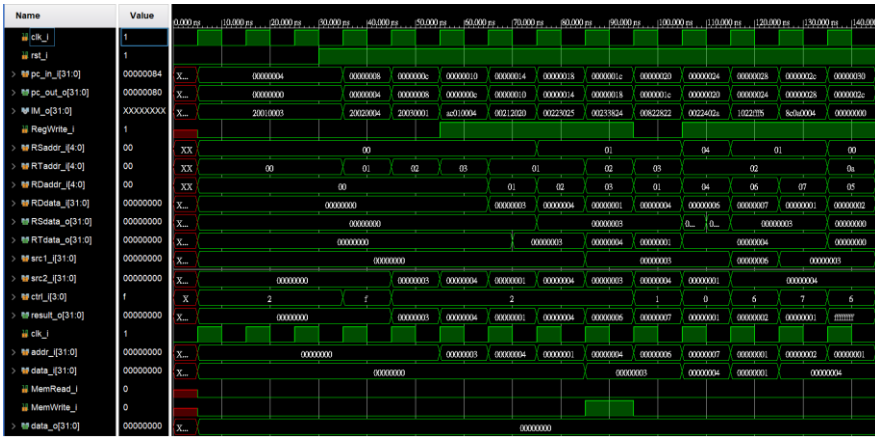 Name Value 0.000 ns 10.000 ns 20.000 ns 30.000 ns 40.000 ns 50.000 ns 60.000 ns 70.000 ns 80.000 ns 90.000 ns 100.000 ns 110.000 ns 120.000 ns 130.000 ns 140.00
clk_i 1
rst_i 1
pc_in_i[31:0] 00000084 X... 00000004 00000008 0000000c 00000010 00000014 00000018 0000001c 00000020 00000024 00000028 0000002c 00000030
pc_out_o[31:0] 00000080 X... 00000000 00000004 00000008 0000000c 00000010 00000014 00000018 0000001c 00000020 00000024 00000028 0000002c
IM_o[31:0] XXXXXXXX X... 20010003 20020004 20030001 ac010004 00212020 00223025 00233824 00822822 0022402a 1022fff5 8c0a0004 00000000
RegWrite_i 1
RSaddr_i[4:0] 00 XX 00 01 04 01 00
RTaddr_i[4:0] 00 XX 00 01 02 03 01 02 03 02 0a
RDaddr_i[4:0] 00 XX 00 01 02 03 01 04 06 07 05
RDdata_i[31:0] 00000000 X... 00000000 00000003 00000004 00000001 00000004 00000006 00000007 00000001 00000002
RSdata_o[31:0] 00000000 X... 00000000 00000003 0... 0... 00000003 00000000
RTdata_o[31:0] 00000000 X... 00000000 00000003 00000004 00000001 00000004 00000000
src1_i[31:0] 00000000 X... 00000000 00000003 00000006 00000003
src2_i[31:0] 00000000 X... 00000000 00000003 00000004 00000001 00000004 00000003 00000004 00000001 00000004
ctrl_i[3:0] f X 2 f 2 1 0 6 7 6
result_o[31:0] 00000000 X... 00000000 00000003 00000004 00000001 00000004 00000006 00000007 00000001 00000002 00000001 ffffffff
clk_i 1
addr_i[31:0] 00000000 X... 00000000 00000003 00000004 00000001 00000004 00000006 00000007 00000001 00000002 00000001
data_i[31:0] 00000000 X... 00000000 00000003 00000004 00000001 00000004
MemRead_i 0
MemWrite_i 0
data_o[31:0] 00000000 X... 00000000